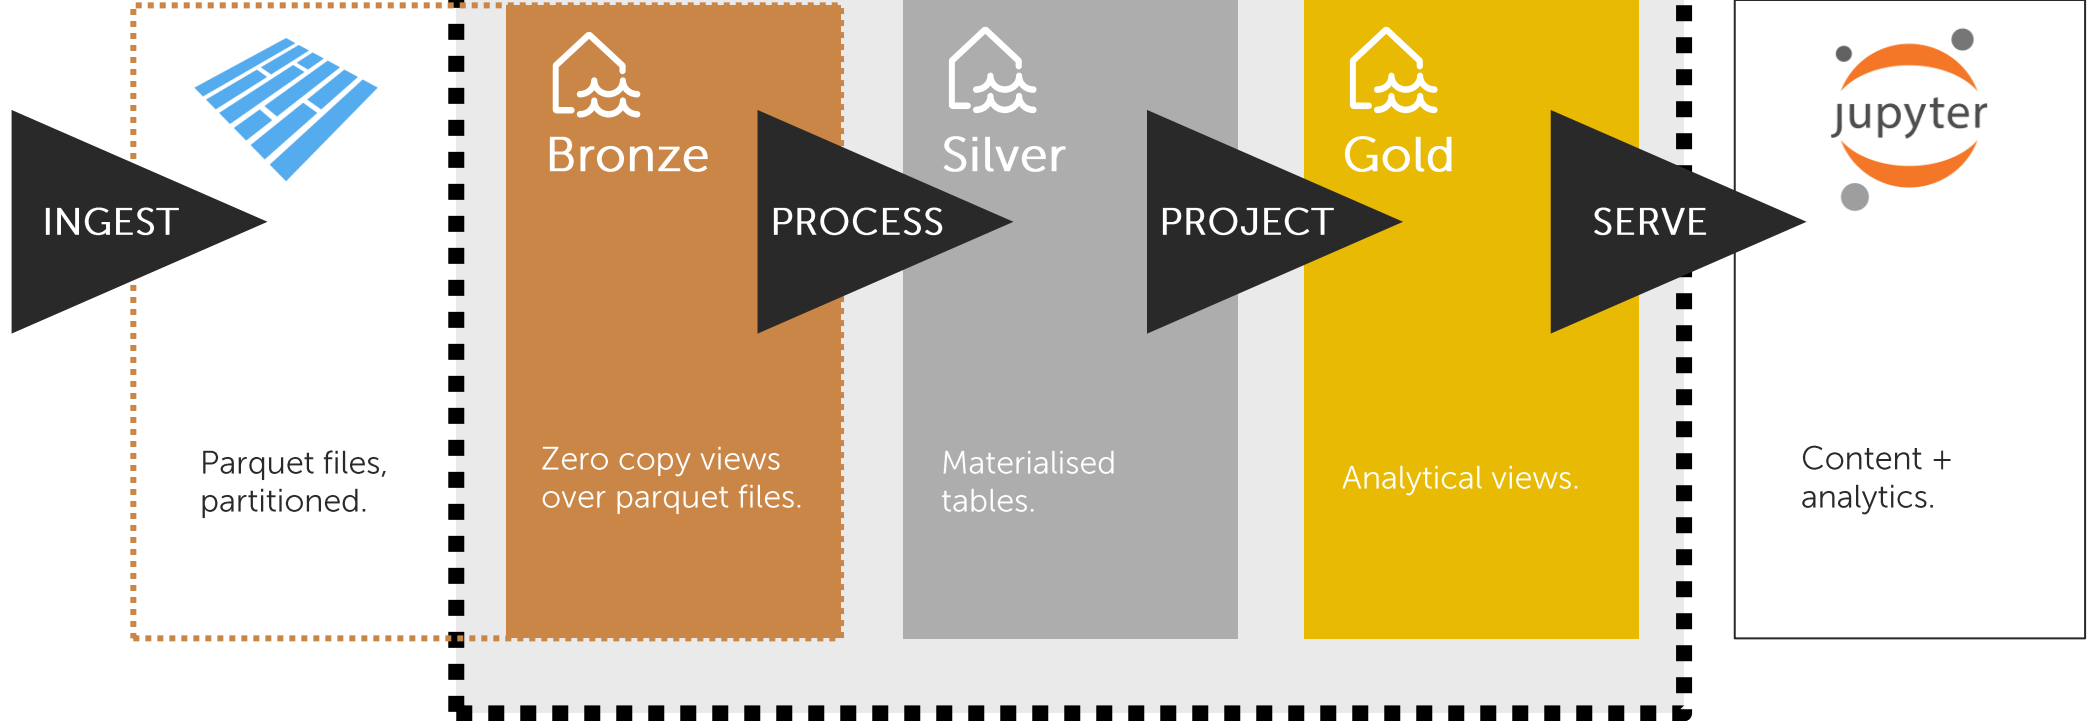 INGEST
Parquet files,
partitioned.
Bronze
Zero copy views
over parquet files.
PROCESS
Silver
Materialised
tables.
PROJECT
Gold
Analytical views.
SERVE
jupyter
Content +
analytics.